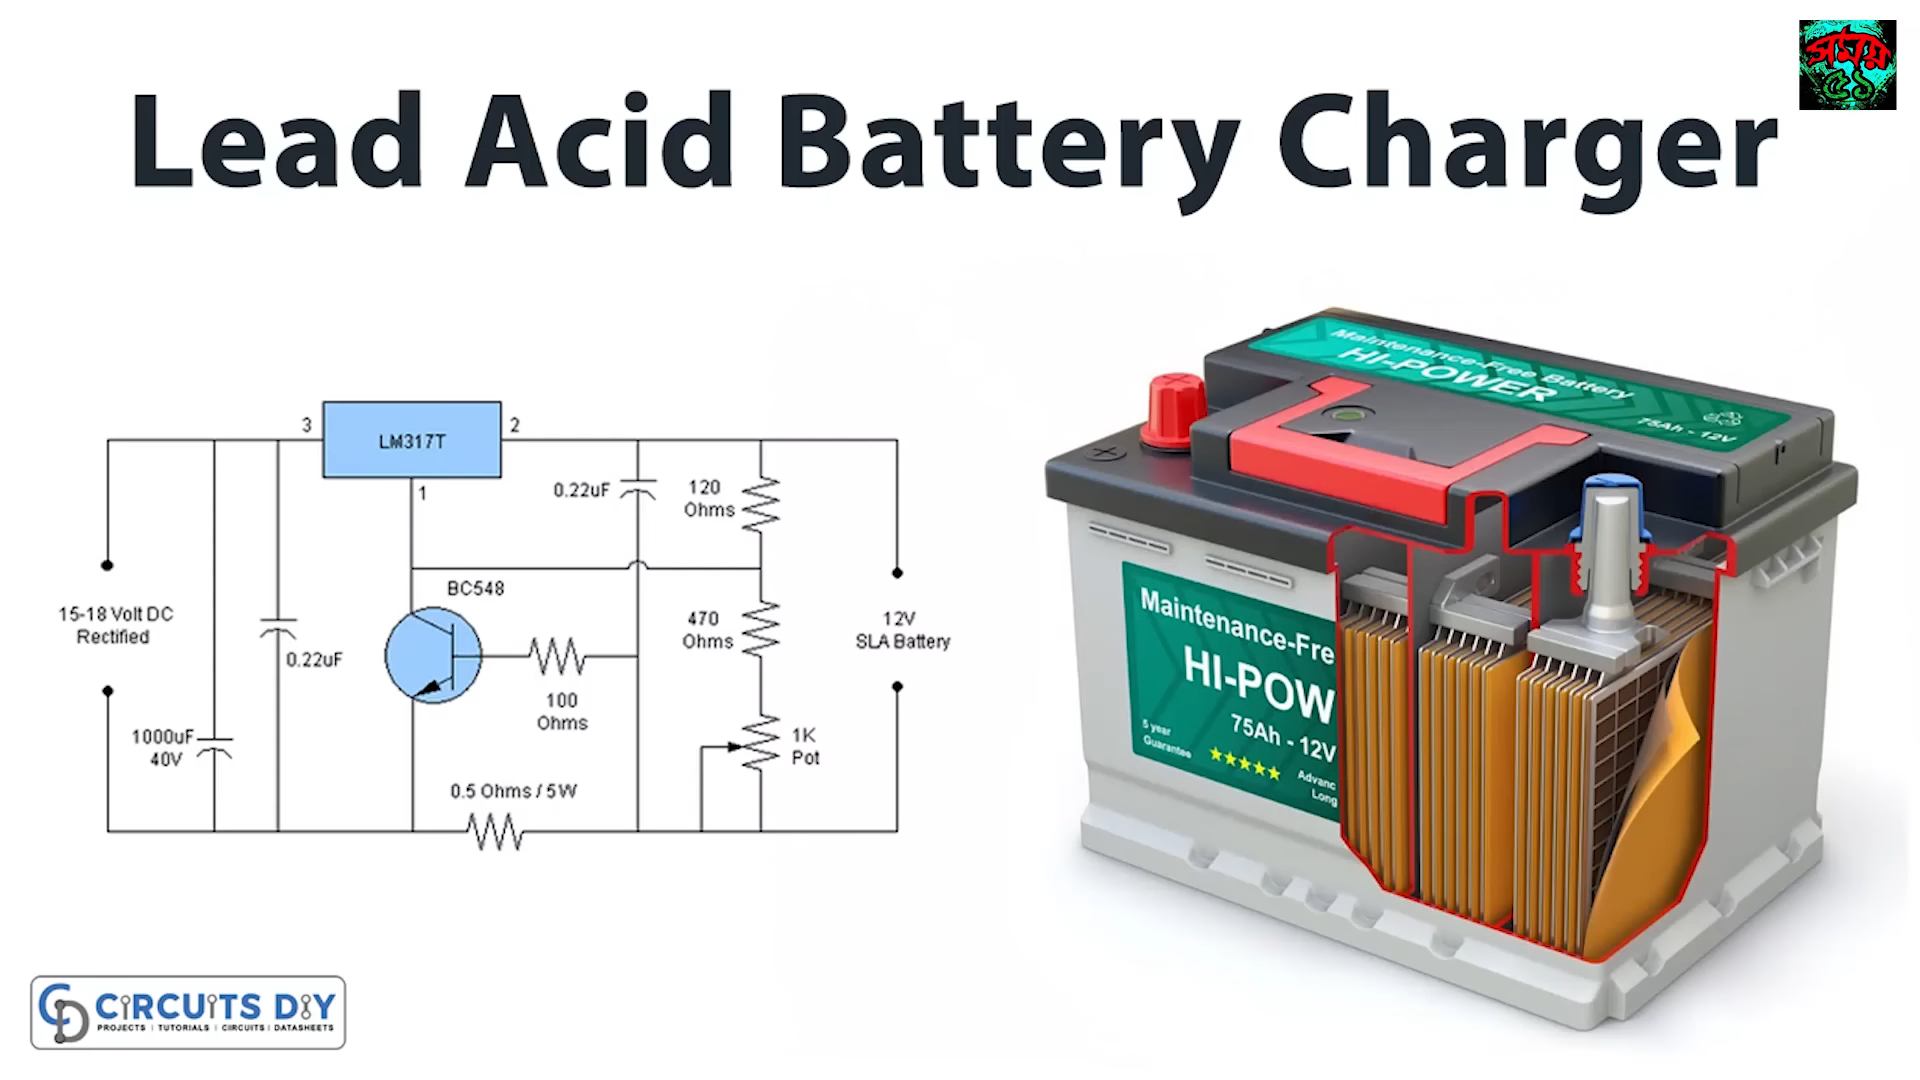 সময়
৫১
Lead Acid Battery Charger
3
LM317T
2
1
0.22uF
120
Ohms
BC548
15-18 Volt DC
Rectified
0.22uF
470
Ohms
12V
SLA Battery
100
Ohms
1000uF
40V
1K
Pot
0.5 Ohms / 5W
Maintenance-Free Battery
HI-POWER
75Ah - 12V
Maintenance-Fre
HI-POW
75Ah - 12V
5 year
Guarantee
Advanc
Long
CD CIRCUITS DIY
PROJECTS | TUTORIALS | CIRCUITS | DATASHEETS